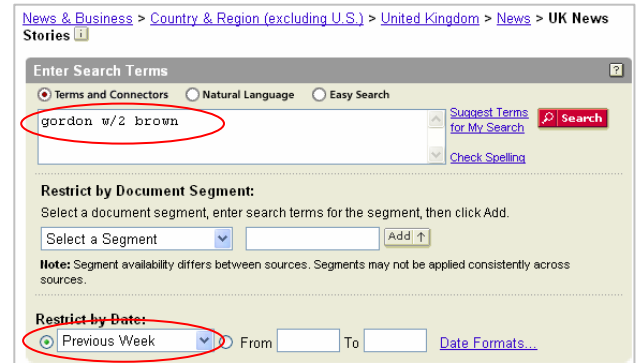 News & Business > Country & Region (excluding U.S.) > United Kingdom > News > UK News
Stories i
Enter Search Terms ?
Terms and Connectors Natural Language Easy Search
gordon w/2 brown
Suggest Terms
for My Search
Search
Check Spelling
Restrict by Document Segment:
Select a document segment, enter search terms for the segment, then click Add.
Select a Segment Add
Note: Segment availability differs between sources. Segments may not be applied consistently across
sources.
Restrict by Date:
Previous Week From To Date Formats...